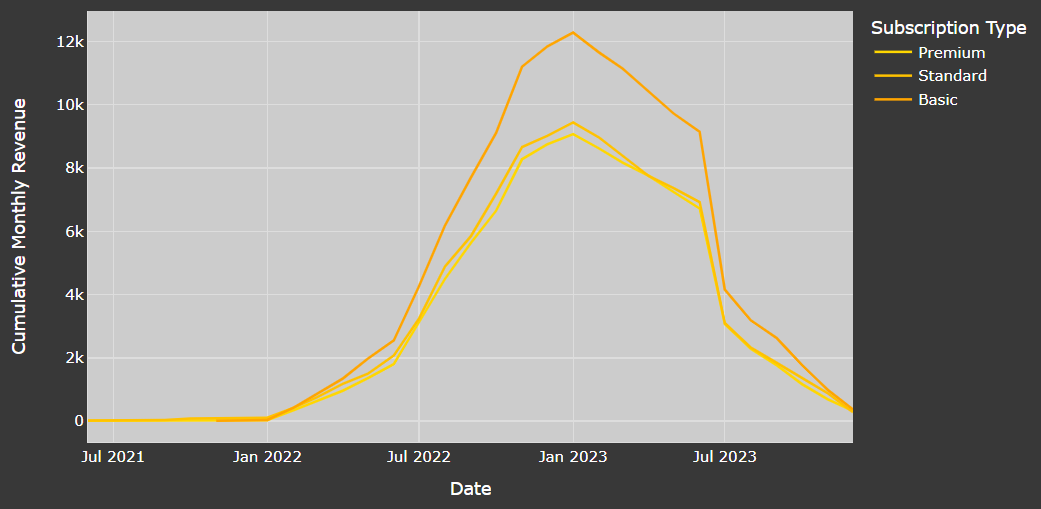 Subscription Type
Premium
Standard
Basic
Cumulative Monthly Revenue
12k
10k
8k
6k
4k
2k
0
Jul 2021
Jan 2022
Jul 2022
Jan 2023
Jul 2023
Date